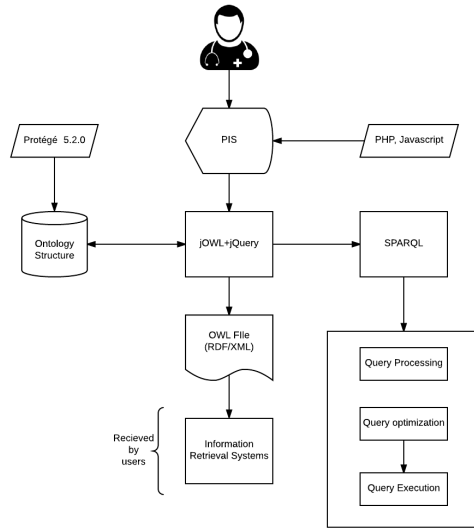 Protégé 5.2.0
PIS
PHP, Javascript
Ontology
Structure
jOWL+jQuery
SPARQL
OWL FIle
(RDF/XML)
Query Processing
Query optimization
Query Execution
Recieved
by
users
Information
Retrieval Systems